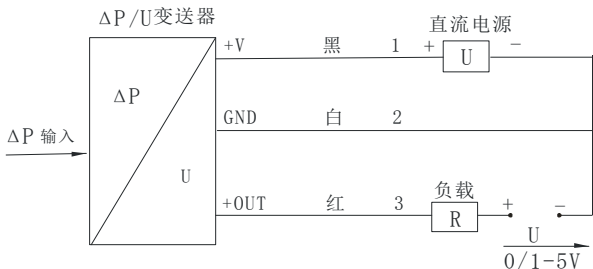 ΔP/U变送器
直流电源
+V 黑 1 + U −
ΔP
GND 白 2
ΔP 输入
U
负载
+OUT 红 3 R + −
U
0/1-5V